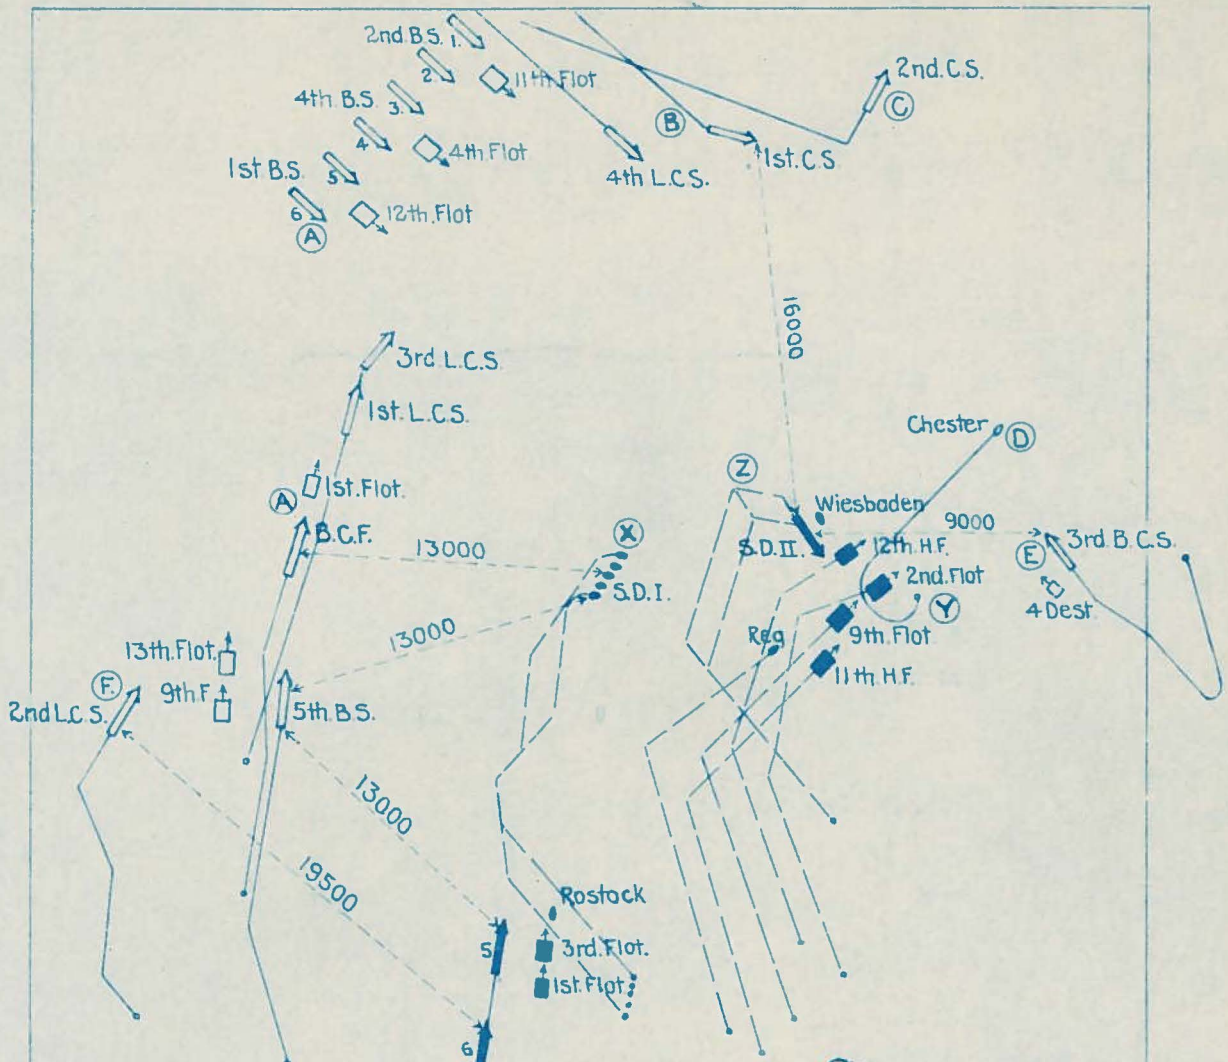 2nd. B.S. 1.
2.
11th Flot
4th. B.S. 3.
4
4th. Flot
1st. B.S. 5
6
12th. Flot
A
2nd. C.S.
C
B
1st. C.S.
4th L.C.S.
16000
3rd L.C.S.
1st. L.C.S.
1st. Flot.
A
B.C.F.
13000
X
S.D.I.
13000
Chester
D
Z
Wiesbaden
9000
S.D.II.
12th. H.F.
E
3rd. B.C.S.
2nd. Flot
Y
4 Dest.
9th. Flot
Reg
11th H.F.
13th. Flot.
F.
9th. F
2nd L.C.S.
5th. B.S.
13000
19500
Rostock
5
3rd. Flot.
1st. Flot
6